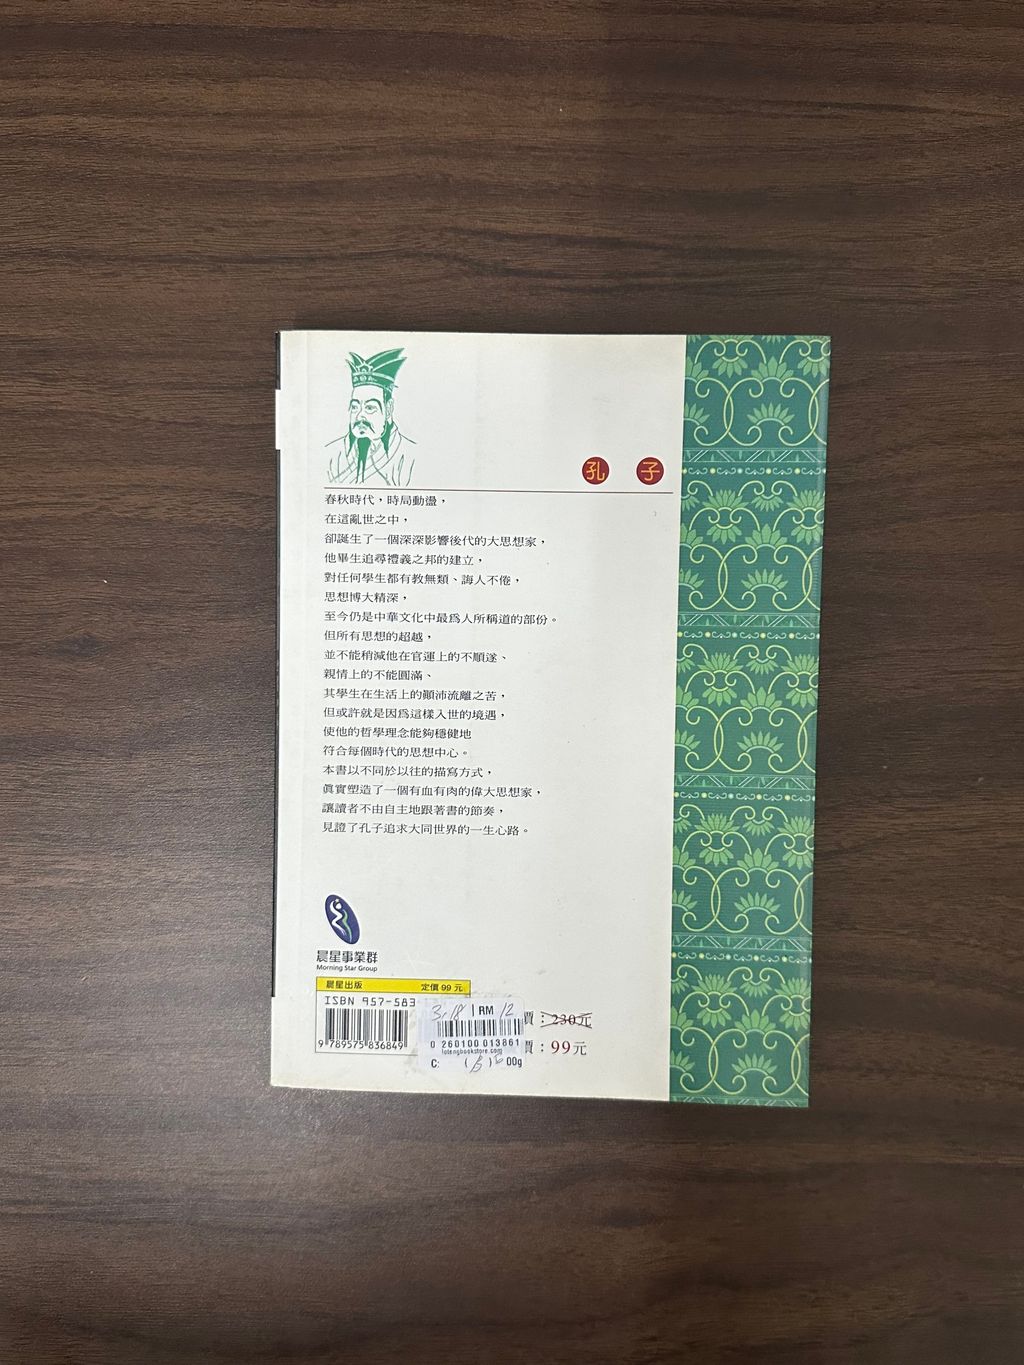 孔 子
春秋時代，時局動盪，
在這亂世之中，
卻誕生了一個深深影響後代的大思想家，
他畢生追尋禮義之邦的建立，
對任何學生都有教無類、誨人不倦，
思想博大精深，
至今仍是中華文化中最為人所稱道的部份。
但所有思想的超越，
並不能稍減他在官運上的不順遂、
親情上的不能圓滿、
其學生在生活上的顛沛流離之苦，
但或許就是因為這樣入世的境遇，
使他的哲學理念能夠穩健地
符合每個時代的思想中心。
本書以不同於以往的描寫方式，
真實塑造了一個有血有肉的偉大思想家，
讓讀者不由自主地跟著書的節奏，
見證了孔子追求大同世界的一生心路。
晨星事業群
Morning Star Group
晨星出版 定價99元
ISBN 957-583
9 789575 836849
RM 12
0 260100 013861
C: 00g
價：230元
價：99元